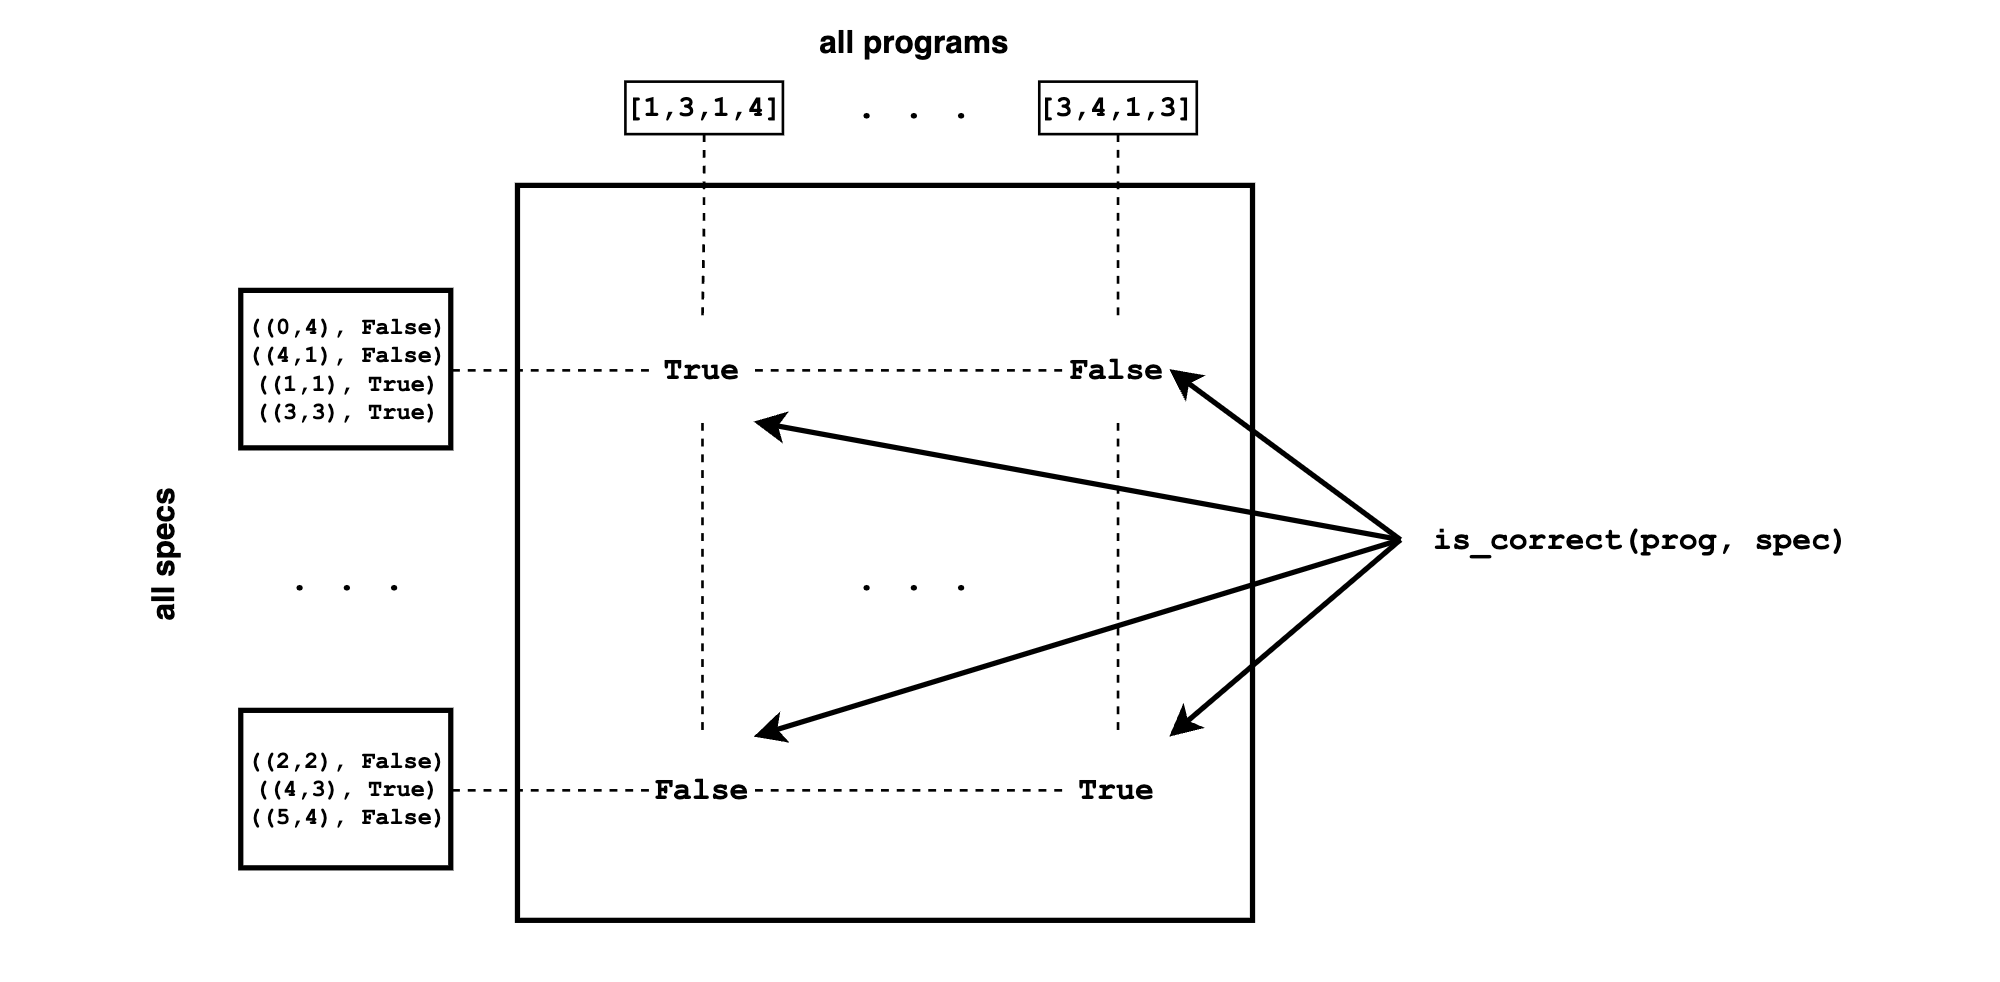 all programs
[1,3,1,4]
. . .
[3,4,1,3]
((0,4), False)
((4,1), False)
((1,1), True)
((3,3), True)
True
False
all specs
. . .
. . .
is_correct(prog, spec)
((2,2), False)
((4,3), True)
((5,4), False)
False
True